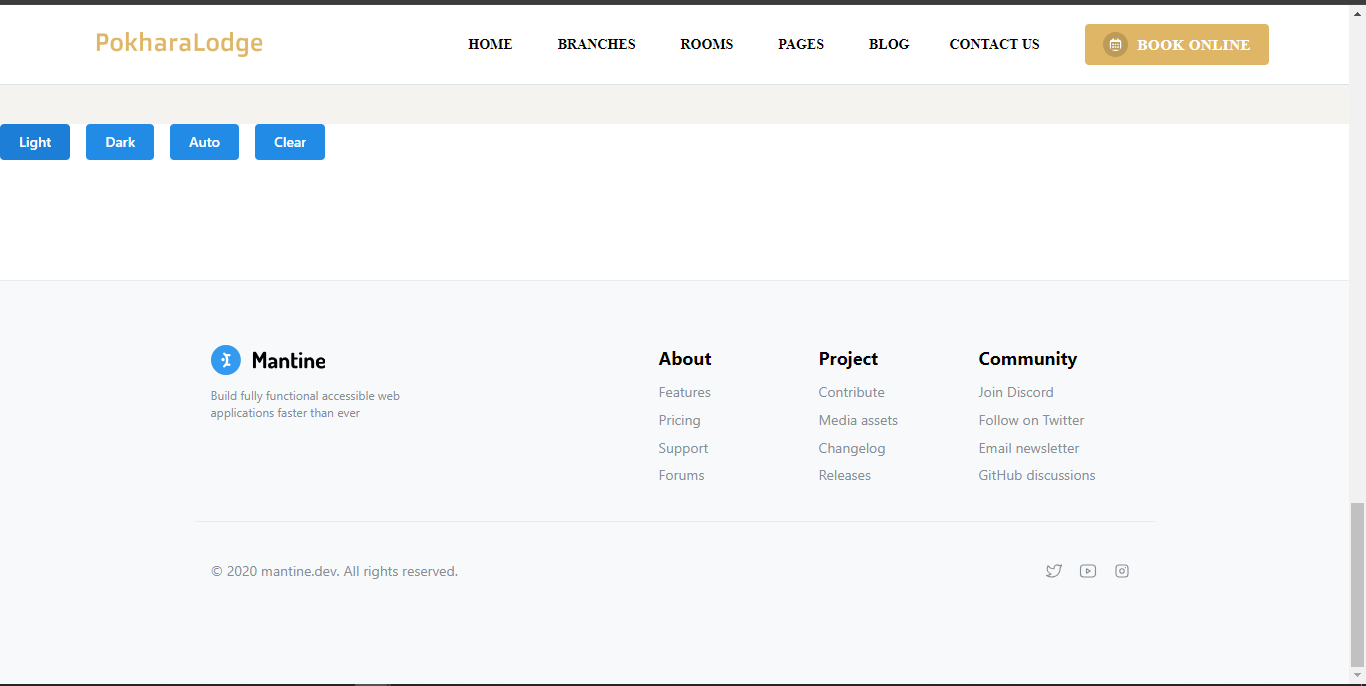 PokharaLodge HOME BRANCHES ROOMS PAGES BLOG CONTACT US BOOK ONLINE
Light Dark Auto Clear
Mantine
Build fully functional accessible web
applications faster than ever
About
Features
Pricing
Support
Forums
Project
Contribute
Media assets
Changelog
Releases
Community
Join Discord
Follow on Twitter
Email newsletter
GitHub discussions
© 2020 mantine.dev. All rights reserved.